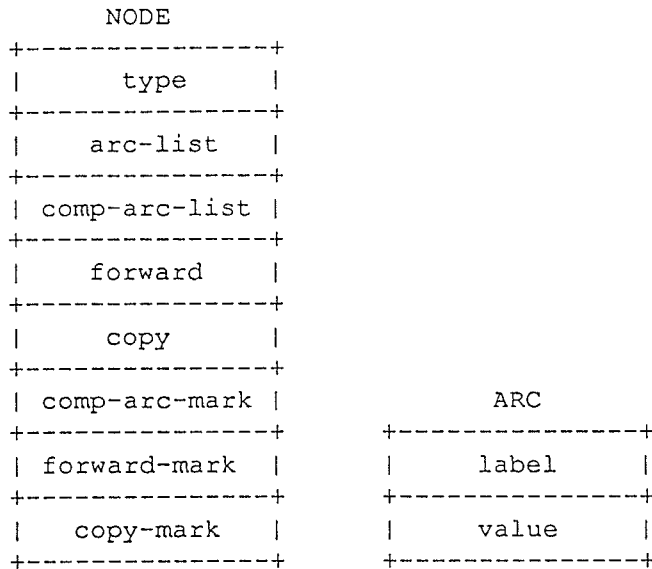 NODE
type
arc-list
comp-arc-list
forward
copy
comp-arc-mark
forward-mark
copy-mark
ARC
label
value